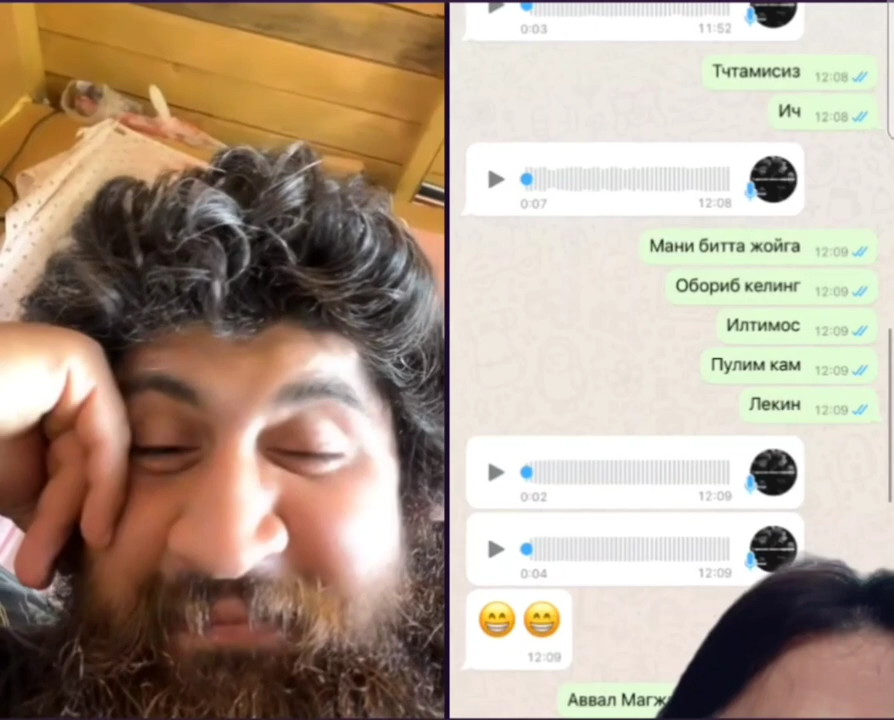 0:03 11:52
Тчтамисиз 12:08
Ич 12:08
0:07 12:08
Мани битта жойга 12:09
Обориб келинг 12:09
Илтимос 12:09
Пулим кам 12:09
Лекин 12:09
0:02 12:09
0:04 12:09
12:09
Аввал